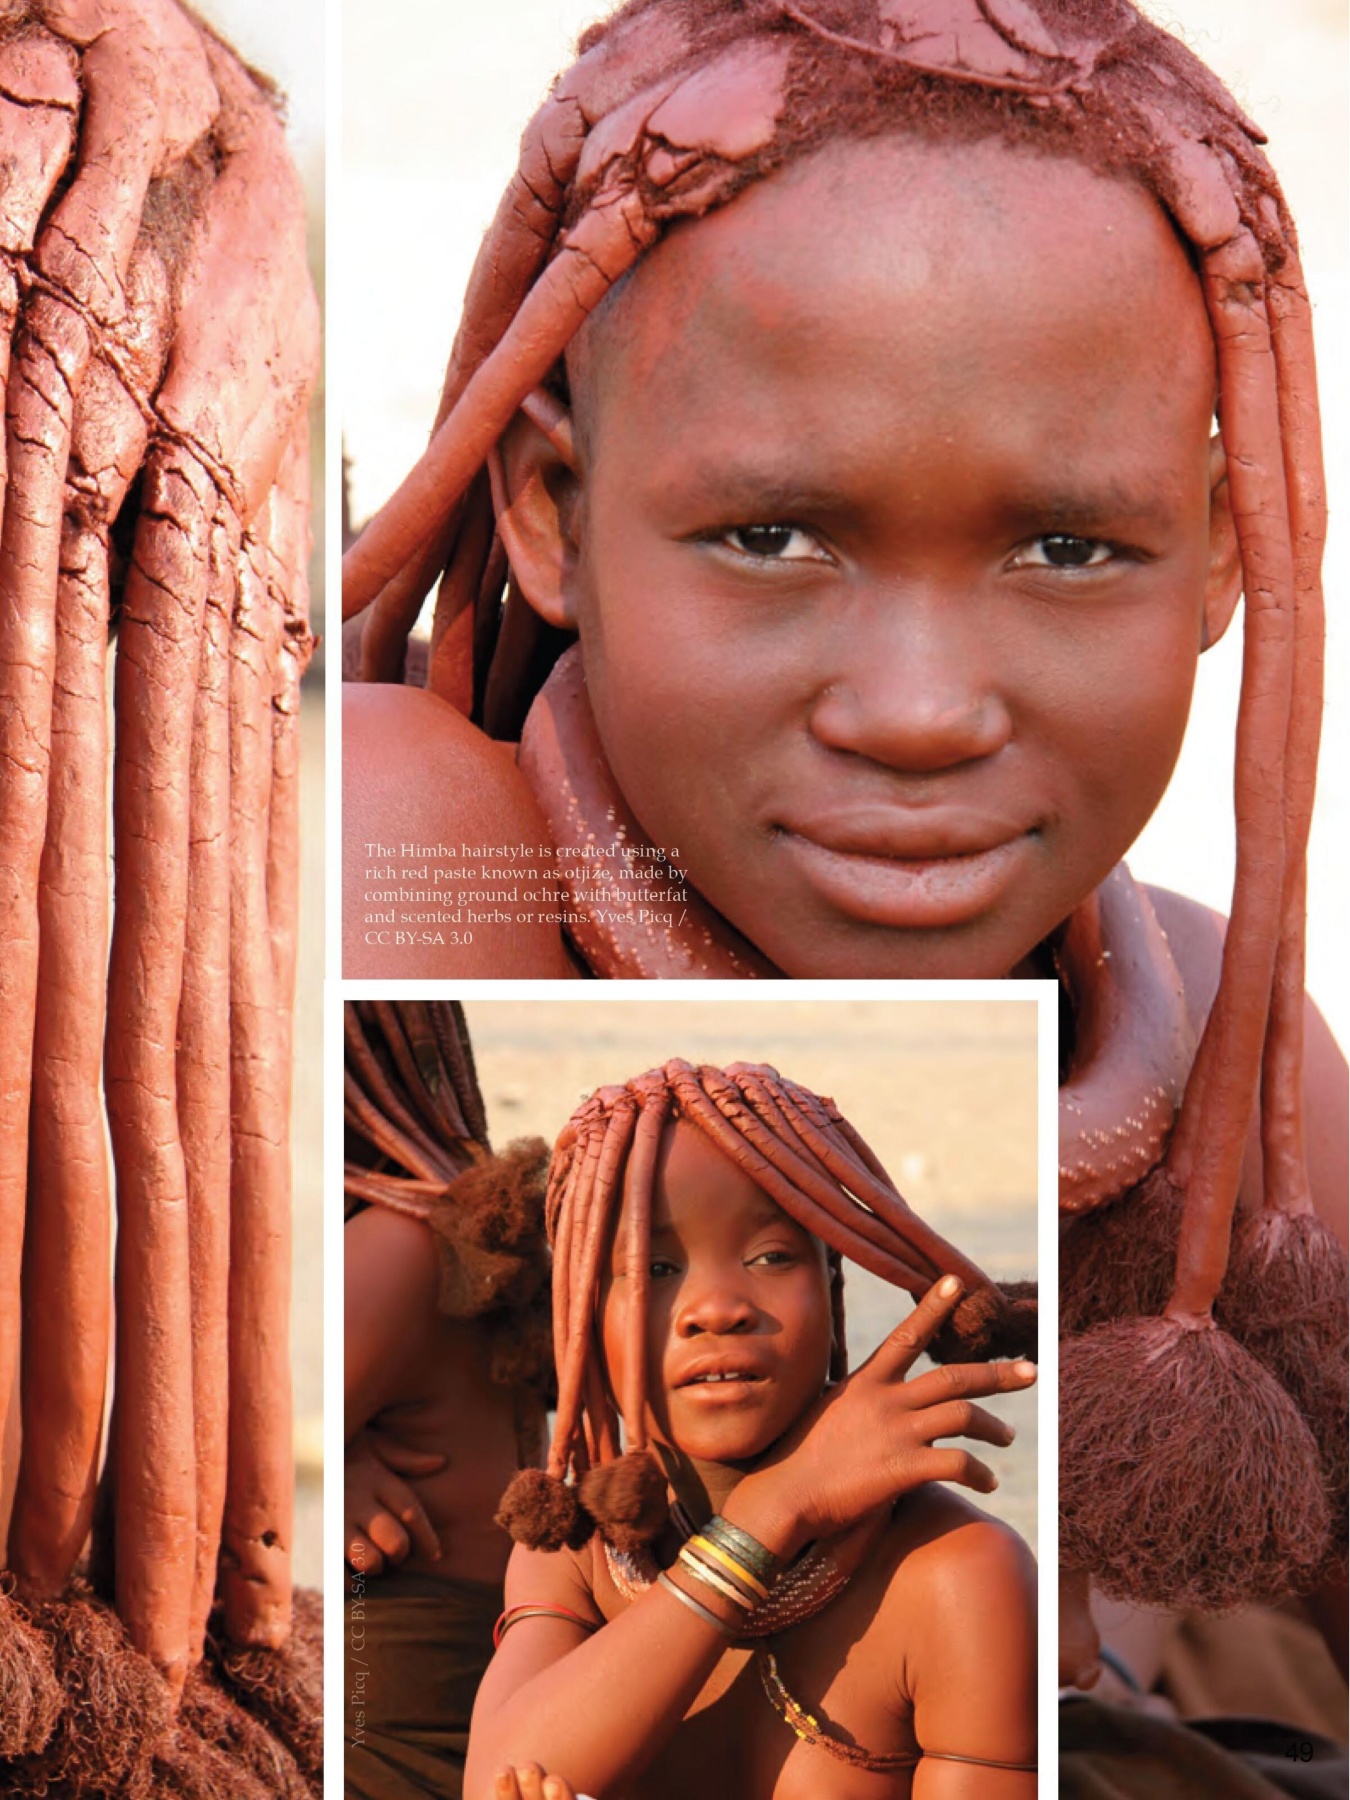 The Himba hairstyle is created using a
rich red paste known as otjize, made by
combining ground ochre with butterfat
and scented herbs or resins. Yves Picq /
CC BY-SA 3.0
Yves Picq / CC BY-SA 3.0
49